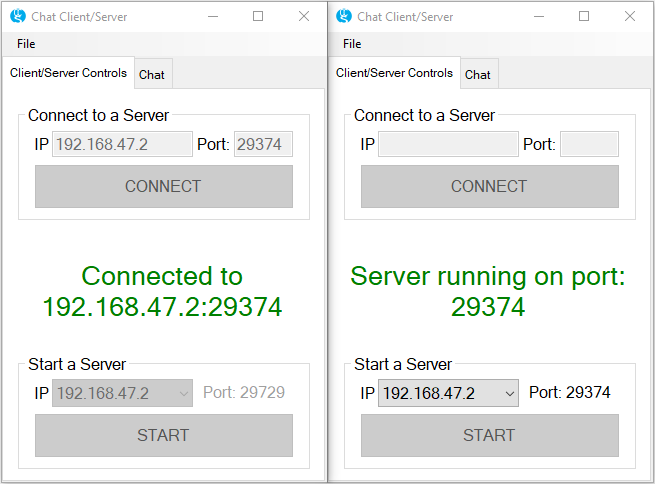 Chat Client/Server
File
Client/Server Controls Chat
Connect to a Server
IP 192.168.47.2 Port: 29374
CONNECT
Connected to
192.168.47.2:29374
Start a Server
IP 192.168.47.2 Port: 29729
START
Chat Client/Server
File
Client/Server Controls Chat
Connect to a Server
IP Port:
CONNECT
Server running on port:
29374
Start a Server
IP 192.168.47.2 Port: 29374
START